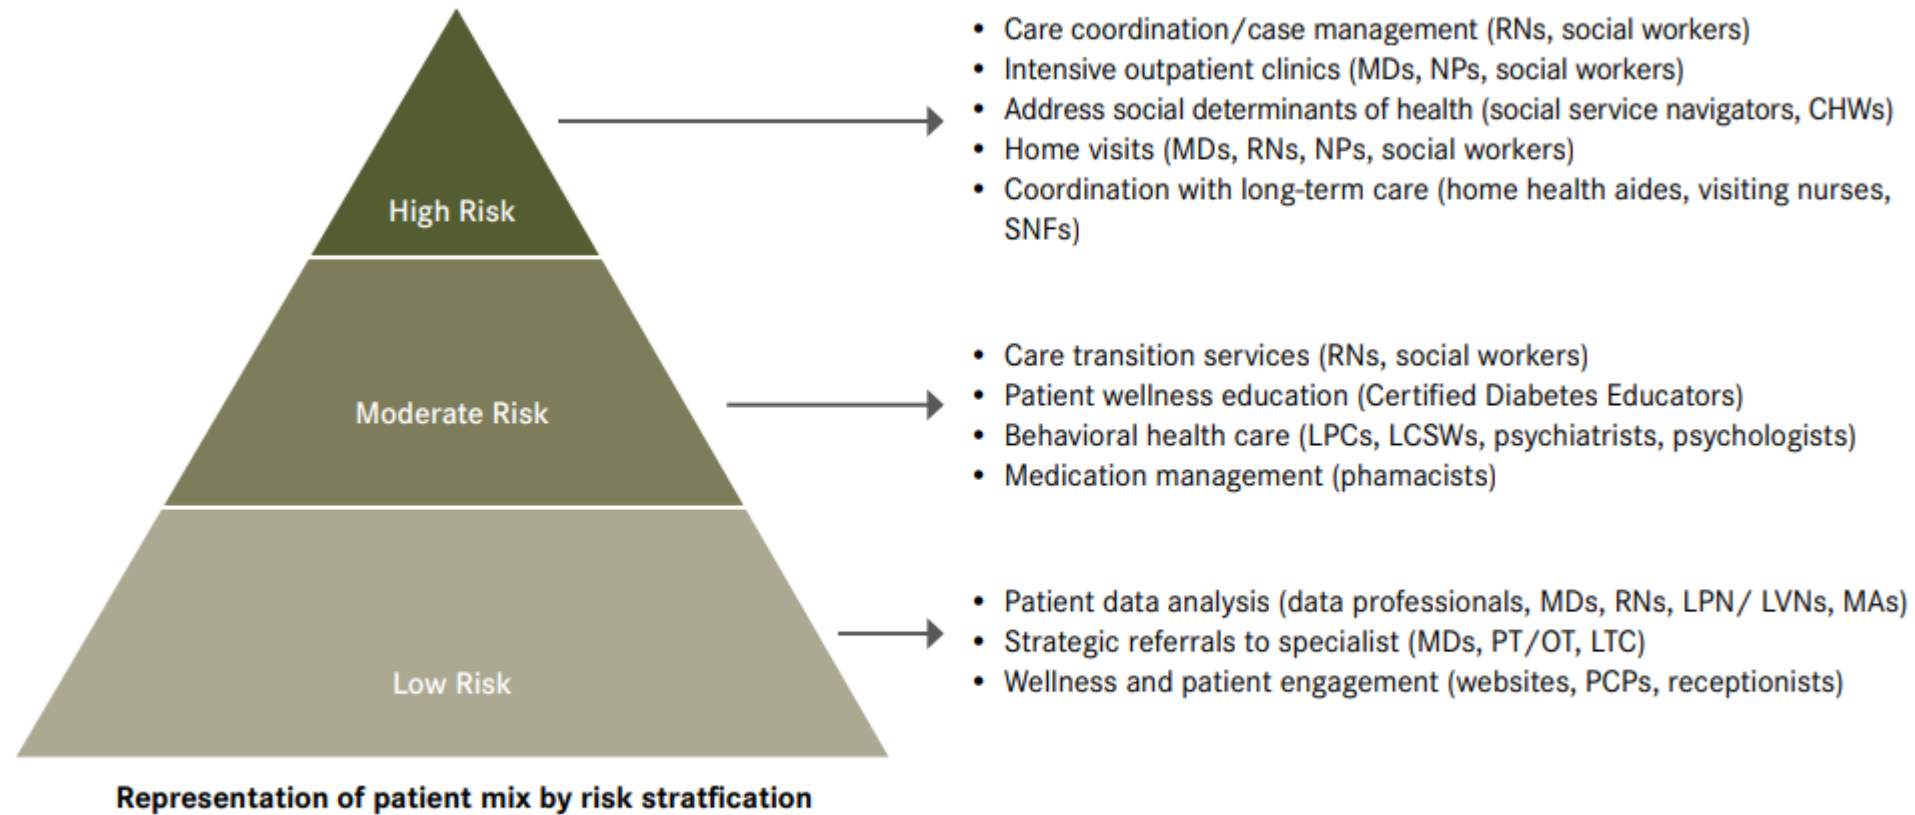 High Risk
• Care coordination/case management (RNs, social workers)
• Intensive outpatient clinics (MDs, NPs, social workers)
• Address social determinants of health (social service navigators, CHWs)
• Home visits (MDs, RNs, NPs, social workers)
• Coordination with long-term care (home health aides, visiting nurses,
SNFs)
Moderate Risk
• Care transition services (RNs, social workers)
• Patient wellness education (Certified Diabetes Educators)
• Behavioral health care (LPCs, LCSWs, psychiatrists, psychologists)
• Medication management (phamacists)
Low Risk
• Patient data analysis (data professionals, MDs, RNs, LPN/ LVNs, MAs)
• Strategic referrals to specialist (MDs, PT/OT, LTC)
• Wellness and patient engagement (websites, PCPs, receptionists)
Representation of patient mix by risk stratfication